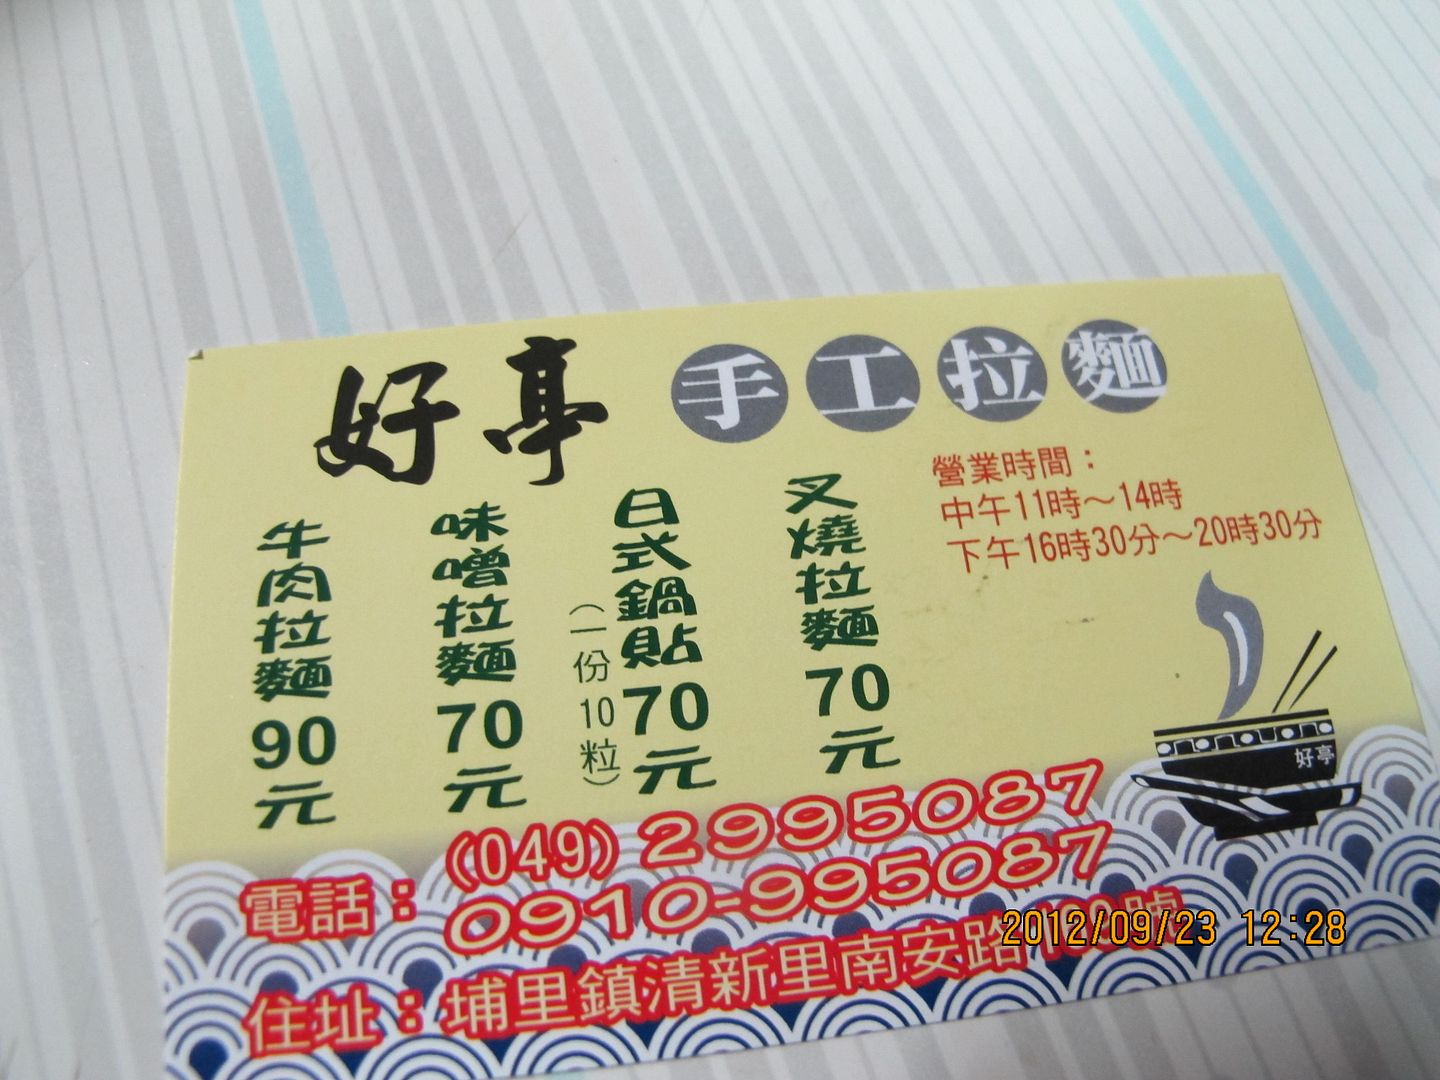 好亭 手工拉麵
營業時間：
中午11時～14時
下午16時30分～20時30分
牛肉拉麵90元
味噌拉麵70元
日式鍋貼70元
（一份10粒）
叉燒拉麵70元
好亭
電話：(049)2995087
0910-995087
住址：埔里鎮清新里南安路
號
2012/09/23 12:28